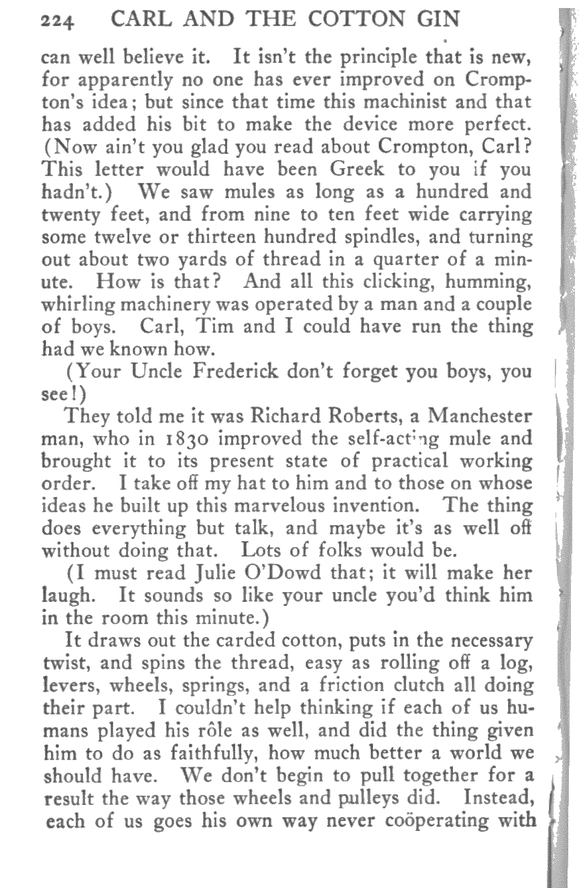 224 CARL AND THE COTTON GIN
can well believe it. It isn't the principle that is new,
for apparently no one has ever improved on Cromp-
ton's idea; but since that time this machinist and that
has added his bit to make the device more perfect.
(Now ain't you glad you read about Crompton, Carl?
This letter would have been Greek to you if you
hadn't.) We saw mules as long as a hundred and
twenty feet, and from nine to ten feet wide carrying
some twelve or thirteen hundred spindles, and turning
out about two yards of thread in a quarter of a min-
ute. How is that? And all this clicking, humming,
whirling machinery was operated by a man and a couple
of boys. Carl, Tim and I could have run the thing
had we known how.
(Your Uncle Frederick don't forget you boys, you
see!)
They told me it was Richard Roberts, a Manchester
man, who in 1830 improved the self-acting mule and
brought it to its present state of practical working
order. I take off my hat to him and to those on whose
ideas he built up this marvelous invention. The thing
does everything but talk, and maybe it's as well off
without doing that. Lots of folks would be.
(I must read Julie O'Dowd that; it will make her
laugh. It sounds so like your uncle you'd think him
in the room this minute.)
It draws out the carded cotton, puts in the necessary
twist, and spins the thread, easy as rolling off a log,
levers, wheels, springs, and a friction clutch all doing
their part. I couldn't help thinking if each of us hu-
mans played his rôle as well, and did the thing given
him to do as faithfully, how much better a world we
should have. We don't begin to pull together for a
result the way those wheels and pulleys did. Instead,
each of us goes his own way never coöperating with